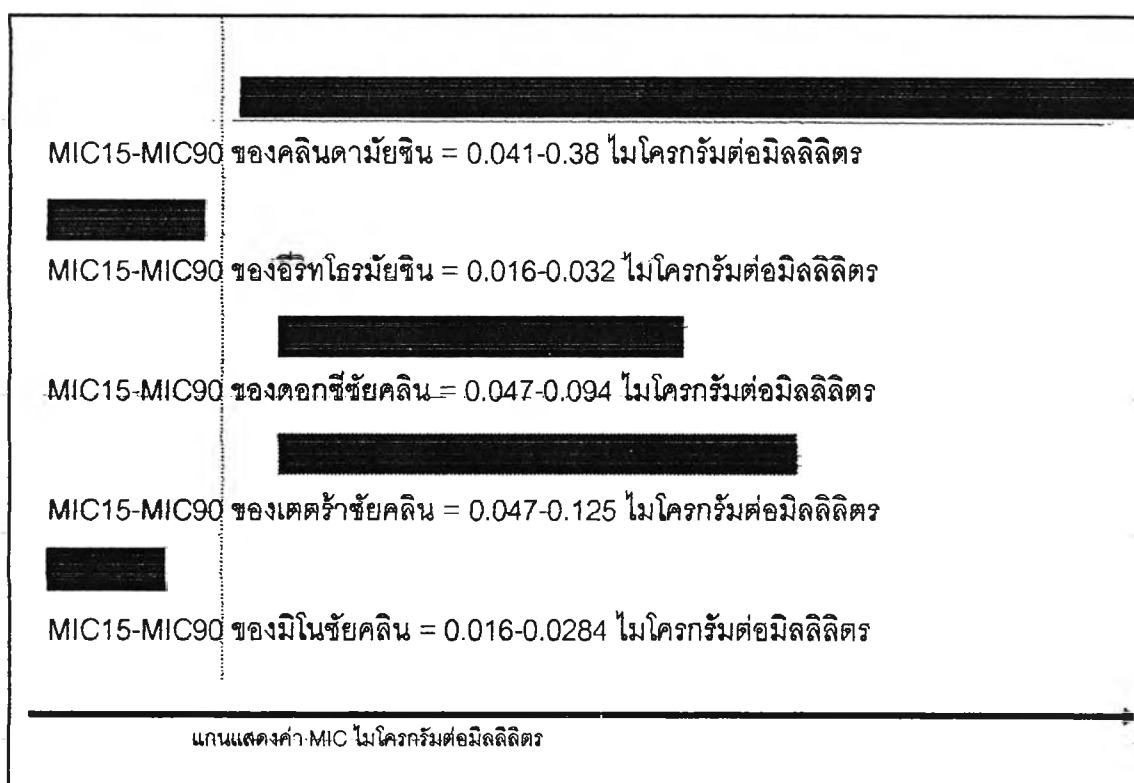 MIC15-MIC90 ของคลินดามัยซิน = 0.041-0.38 ไมโครกรัมต่อมิลลิลิตร
MIC15-MIC90 ของอิรทโธรมัยซิน = 0.016-0.032 ไมโครกรัมต่อมิลลิลิตร
MIC15-MIC90 ของดอกซีซัยคลิน = 0.047-0.094 ไมโครกรัมต่อมิลลิลิตร
MIC15-MIC90 ของเตตร้าซัยคลิน = 0.047-0.125 ไมโครกรัมต่อมิลลิลิตร
MIC15-MIC90 ของมิโนซัยคลิน = 0.016-0.0284 ไมโครกรัมต่อมิลลิลิตร
แกนแสดงค่า MIC ไมโครกรัมต่อมิลลิลิตร